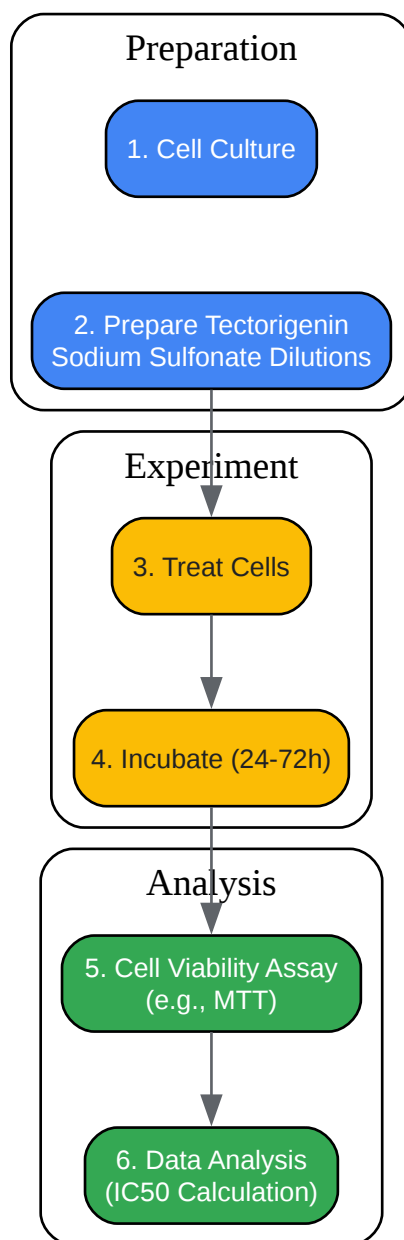 Preparation
1. Cell Culture
2. Prepare Tectorigenin
Sodium Sulfonate Dilutions
Experiment
3. Treat Cells
4. Incubate (24-72h)
Analysis
5. Cell Viability Assay
(e.g., MTT)
6. Data Analysis
(IC50 Calculation)